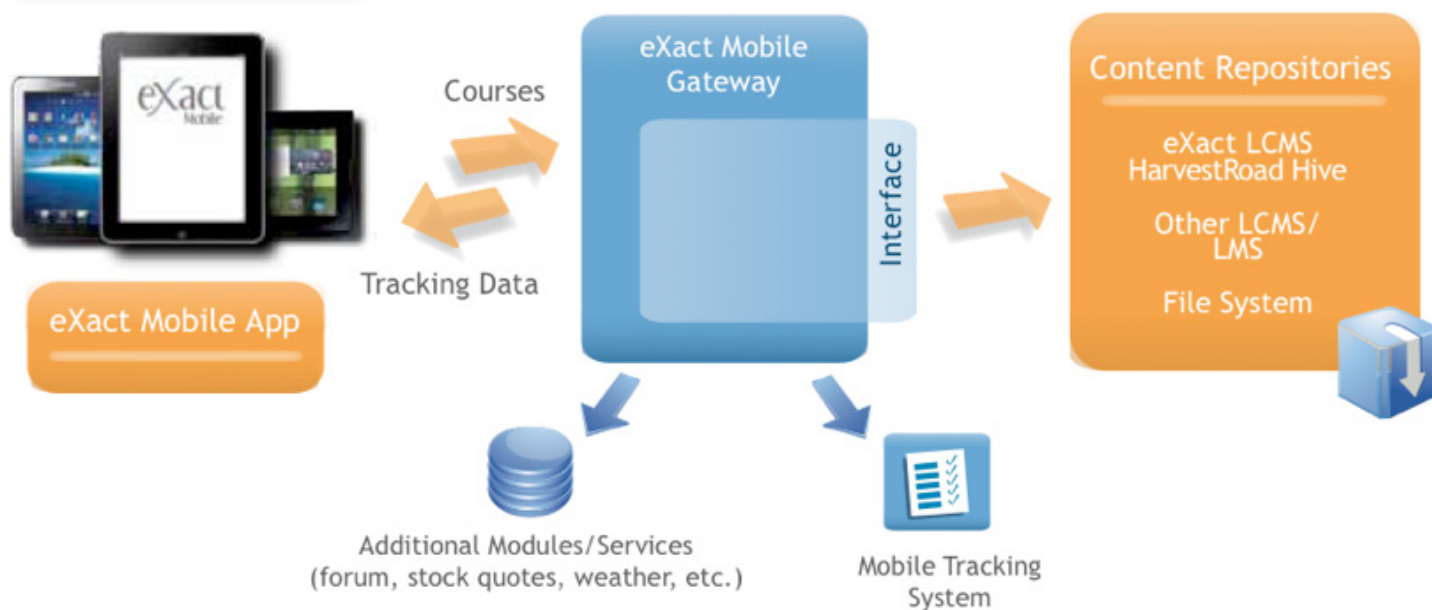 eXact
Mobile
eXact Mobile App
Courses
Tracking Data
eXact Mobile
Gateway
Interface
Content Repositories
eXact LCMS
HarvestRoad Hive
Other LCMS/
LMS
File System
Additional Modules/Services
(forum, stock quotes, weather, etc.)
Mobile Tracking
System